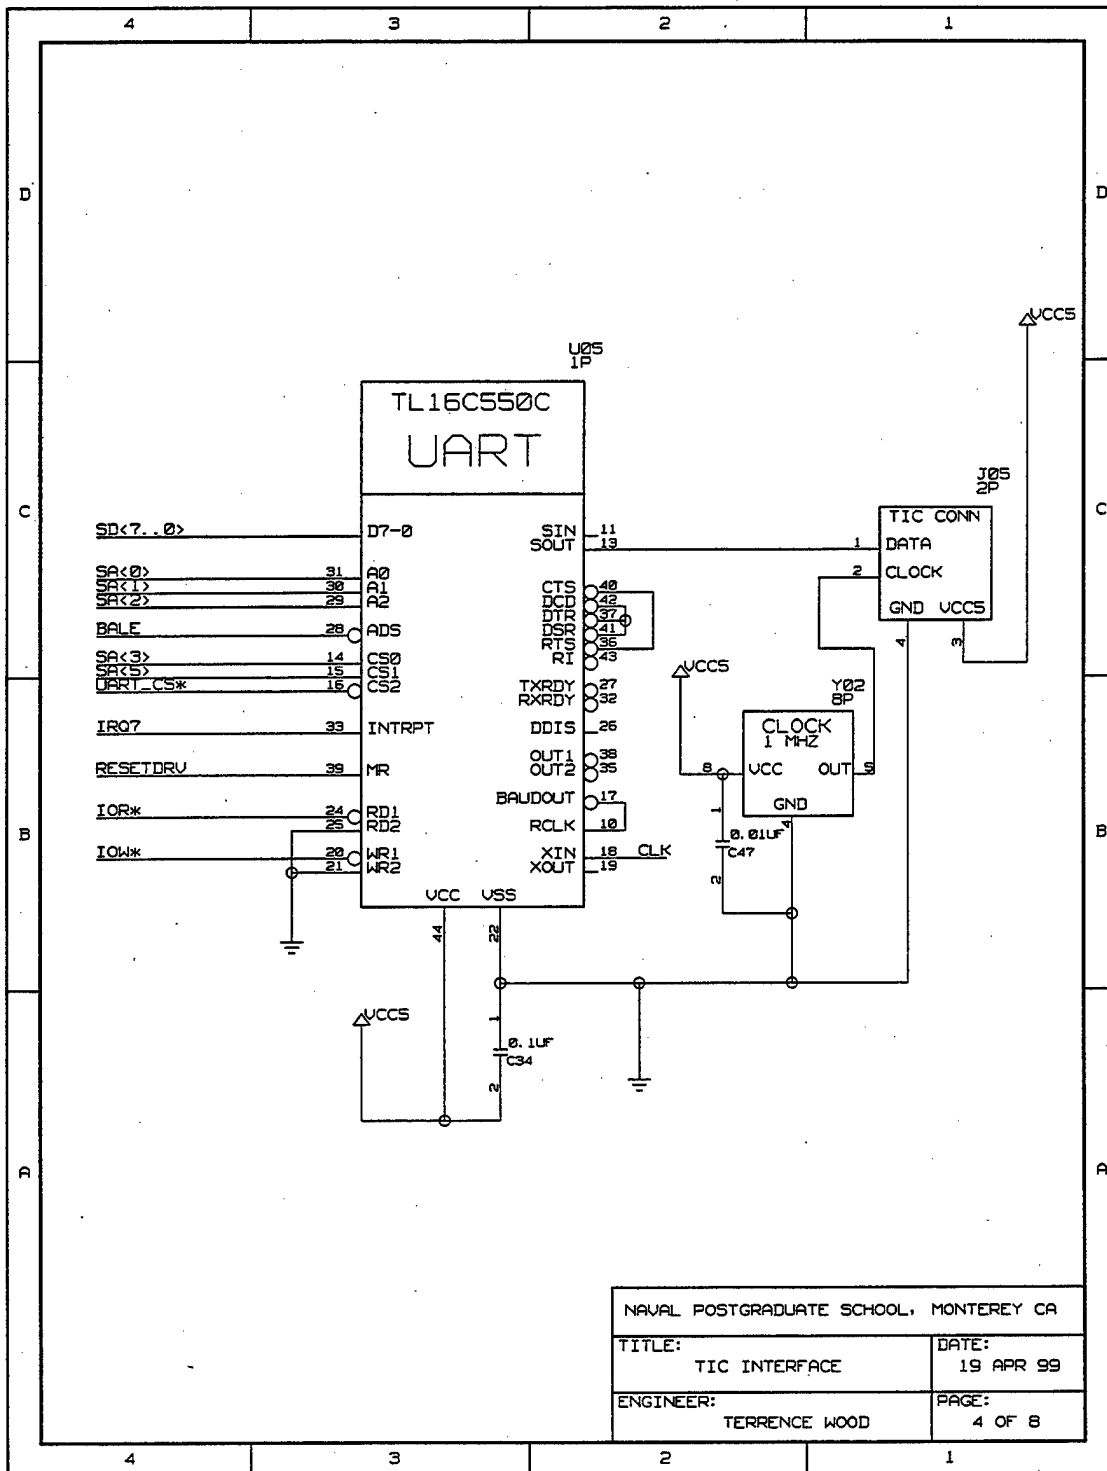 4 3 2 1
D D
VCC5
U05
1P
TL16C550C
UART
J05
2P
C C
TIC CONN
SD<7..0> D7-0 SIN 11
SOUT 13 1 DATA
SA<0> 31 A0
2 CLOCK
SA<1> 30 A1 CTS 40
SA<2> 29 A2 DCD 42
GND VCC5
DTR 37
BALE 28 ADS DSR 41
4 3
RTS 36
SA<3> 14 CS0 RI 43
SA<5> 15 CS1
VCC5
UART_CS* 16 CS2 TXRDY 27
Y02
8P
RXRDY 32
IRQ7 33 INTRPT DDIS 26
CLOCK
1 MHZ
OUT1 38
RESETDRV 39 MR OUT2 35
8 VCC OUT 5
BAUDOUT 17
GND
IOR* 24 RD1
1 4
25 RD2 RCLK 10
B B
0.01UF
C47
IOW* 20 WR1 XIN 18 CLK
21 WR2 XOUT 19
2
VCC VSS
44 22
VCC5
1
0.1UF
C34
2
A A
NAVAL POSTGRADUATE SCHOOL, MONTEREY CA
TITLE:
TIC INTERFACE
DATE:
19 APR 99
ENGINEER:
TERRENCE WOOD
PAGE:
4 OF 8
4 3 2 1